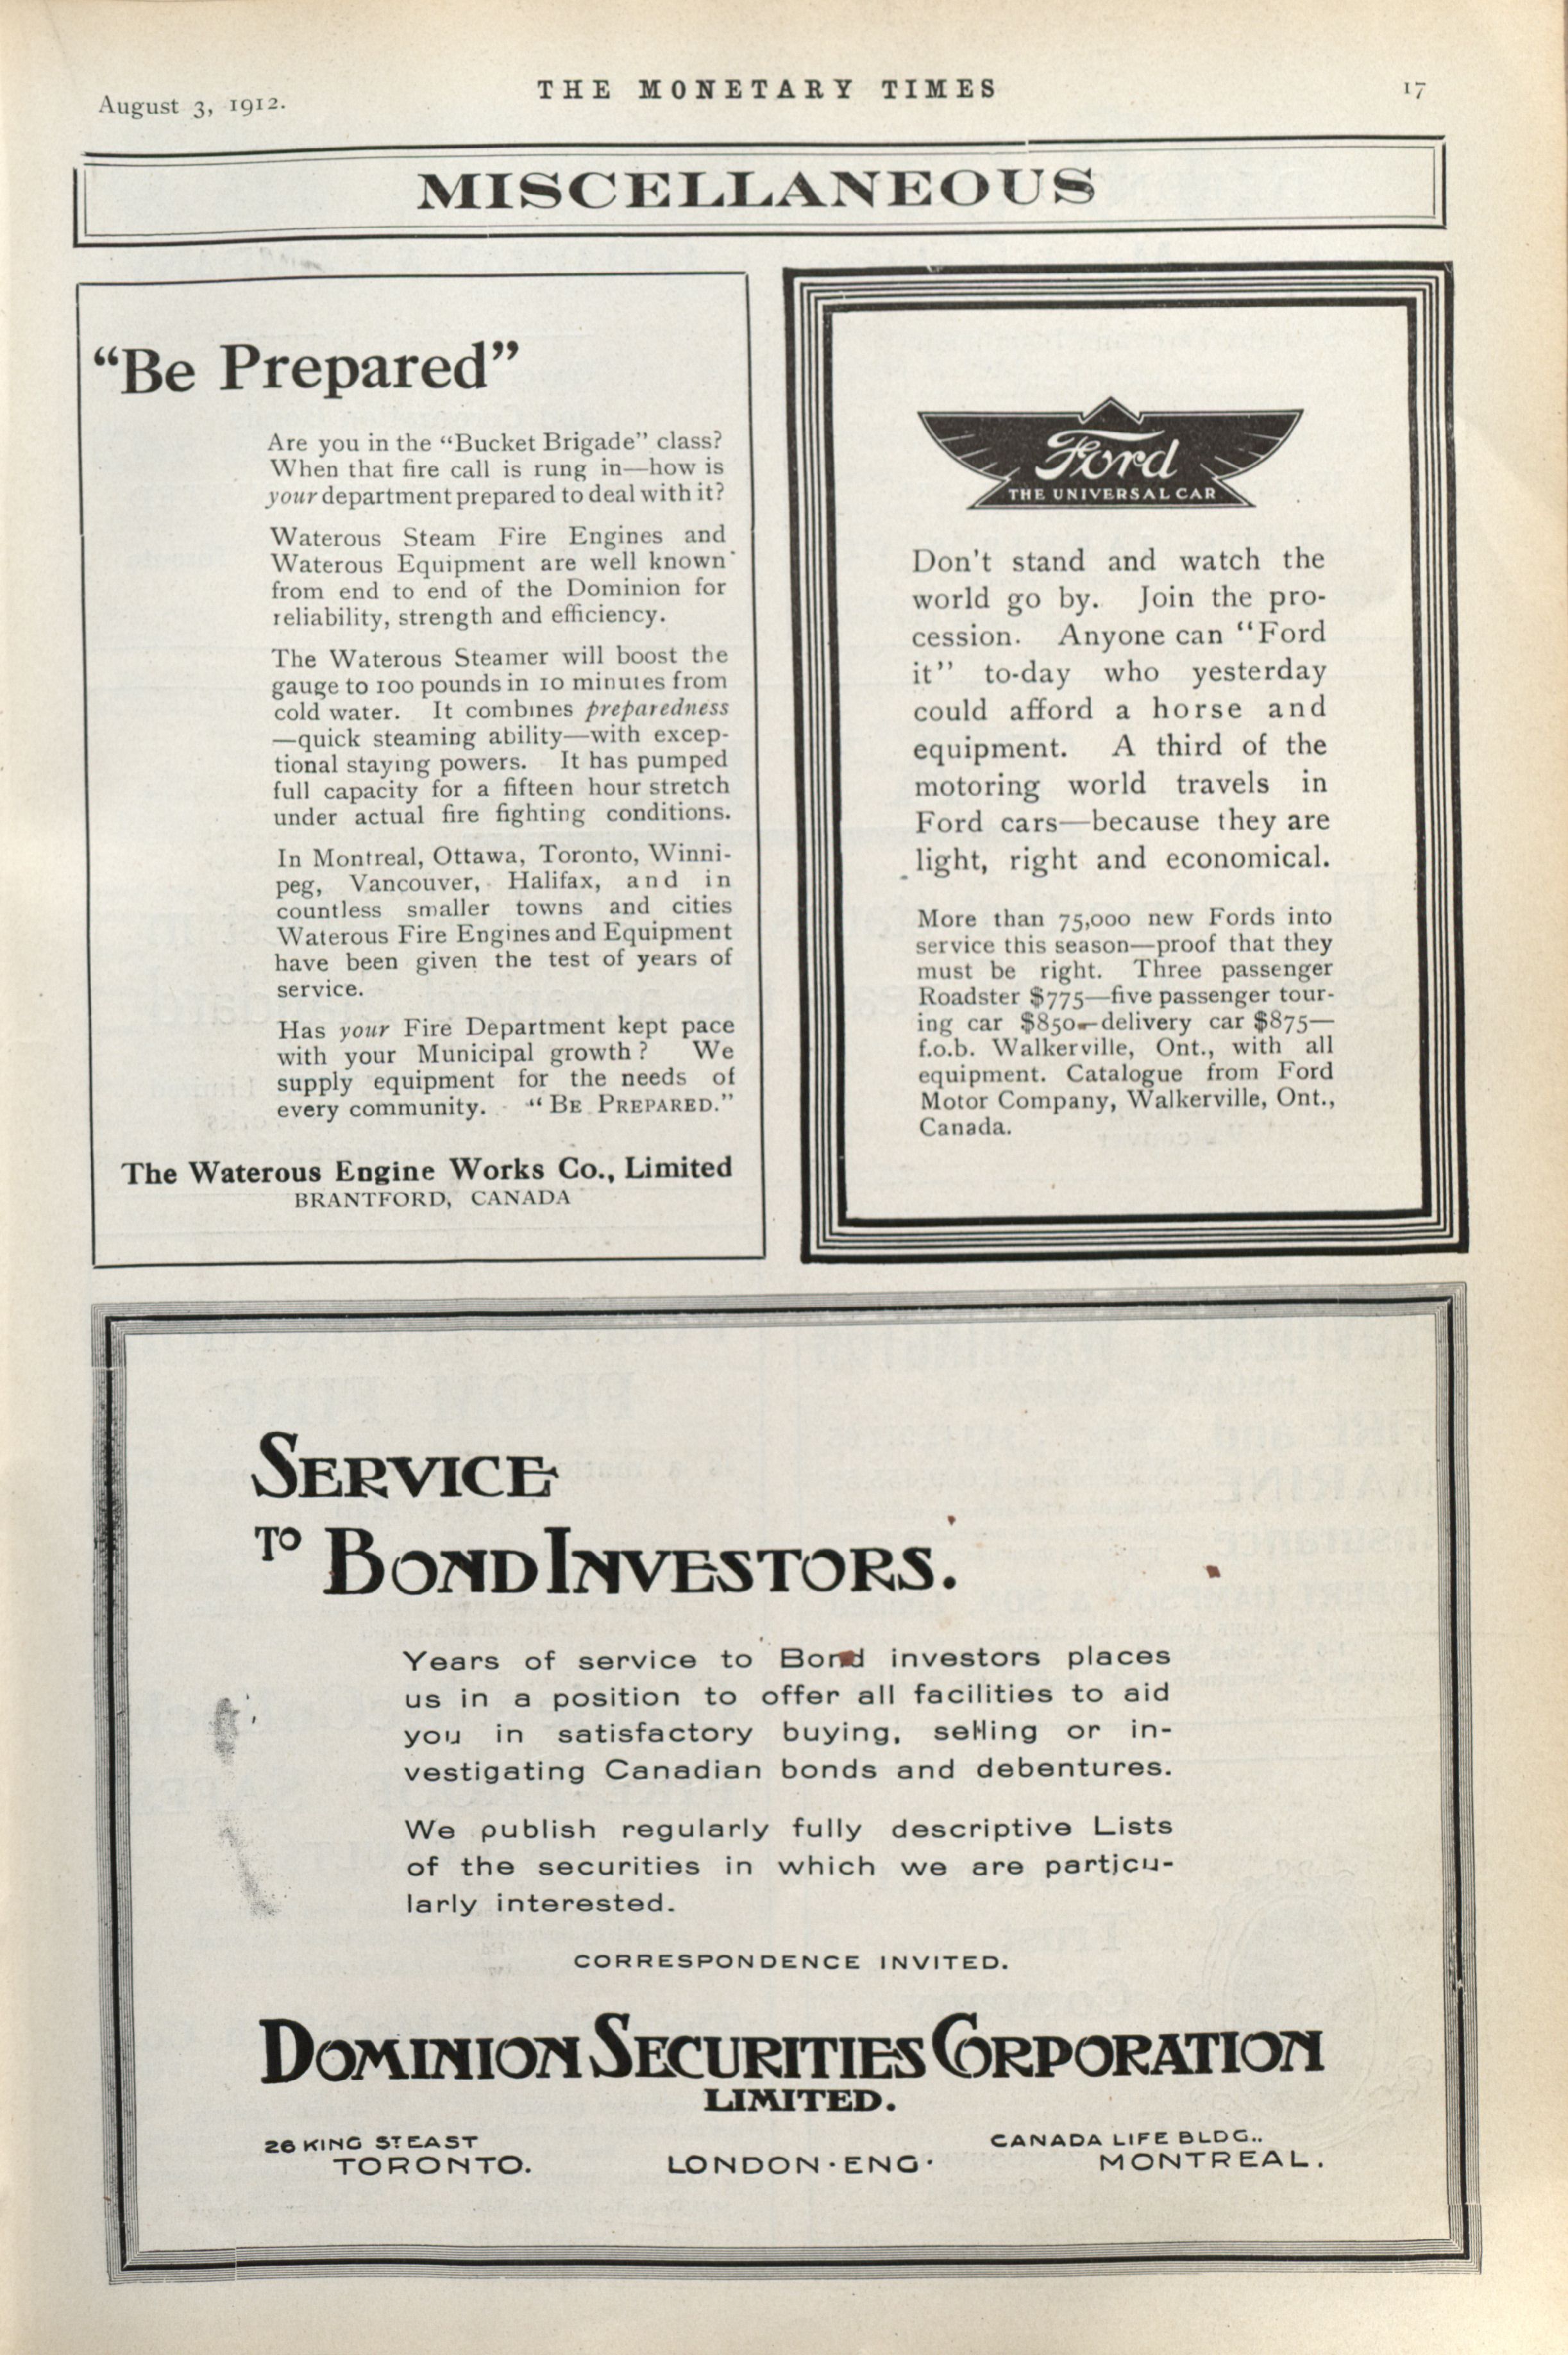 August 3, 1912.
THE MONETARY TIMES
17
MISCELLANEOUS
“Be Prepared”
Are you in the “Bucket Brigade” class?
When that fire call is rung in—how is
your department prepared to deal with it?
Waterous Steam Fire Engines and
Waterous Equipment are well known
from end to end of the Dominion for
reliability, strength and efficiency.
The Waterous Steamer will boost the
gauge to 100 pounds in 10 minutes from
cold water. It combines preparedness
—quick steaming ability—with excep-
tional staying powers. It has pumped
full capacity for a fifteen hour stretch
under actual fire fighting conditions.
In Montreal, Ottawa, Toronto, Winni-
peg, Vancouver, Halifax, and in
countless smaller towns and cities
Waterous Fire Engines and Equipment
have been given the test of years of
service.
Has your Fire Department kept pace
with your Municipal growth? We
supply equipment for the needs of
every community. “BE PREPARED.”
The Waterous Engine Works Co., Limited
BRANTFORD, CANADA
Ford
THE UNIVERSAL CAR
Don't stand and watch the
world go by. Join the pro-
cession. Anyone can “Ford
it” to-day who yesterday
could afford a horse and
equipment. A third of the
motoring world travels in
Ford cars—because they are
light, right and economical.
More than 75,000 new Fords into
service this season—proof that they
must be right. Three passenger
Roadster $775—five passenger tour-
ing car $850—delivery car $875—
f.o.b. Walkerville, Ont., with all
equipment. Catalogue from Ford
Motor Company, Walkerville, Ont.,
Canada.
SERVICE
TO BOND INVESTORS.
Years of service to Bond investors places
us in a position to offer all facilities to aid
you in satisfactory buying, selling or in-
vestigating Canadian bonds and debentures.
We publish regularly fully descriptive Lists
of the securities in which we are particu-
larly interested.
CORRESPONDENCE INVITED.
DOMINION SECURITIES CORPORATION
LIMITED.
26 KING ST EAST
TORONTO.
LONDON·ENG·
CANADA LIFE BLDG..
MONTREAL.